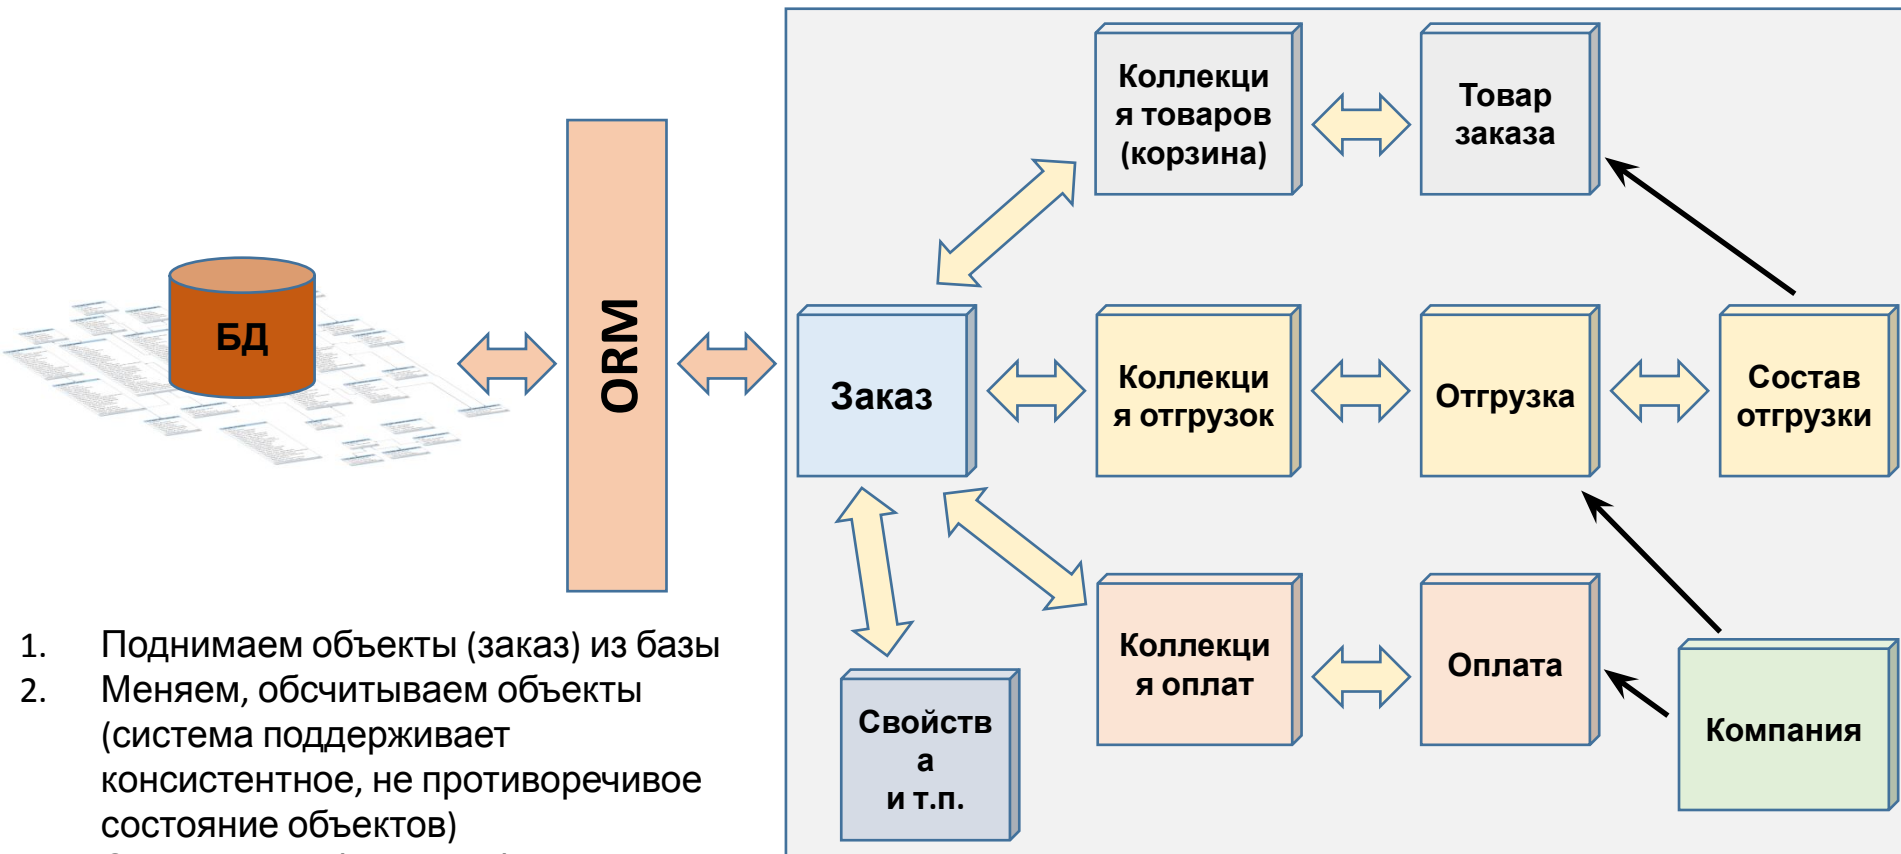 Коллекци
я товаров
(корзина)
Товар
заказа
БД
ORM
Заказ
Коллекци
я отгрузок
Отгрузка
Состав
отгрузки
Коллекци
я оплат
Оплата
Компания
Свойств
а
и т.п.
1. Поднимаем объекты (заказ) из базы
2. Меняем, обсчитываем объекты
(система поддерживает
консистентное, не противоречивое
состояние объектов)